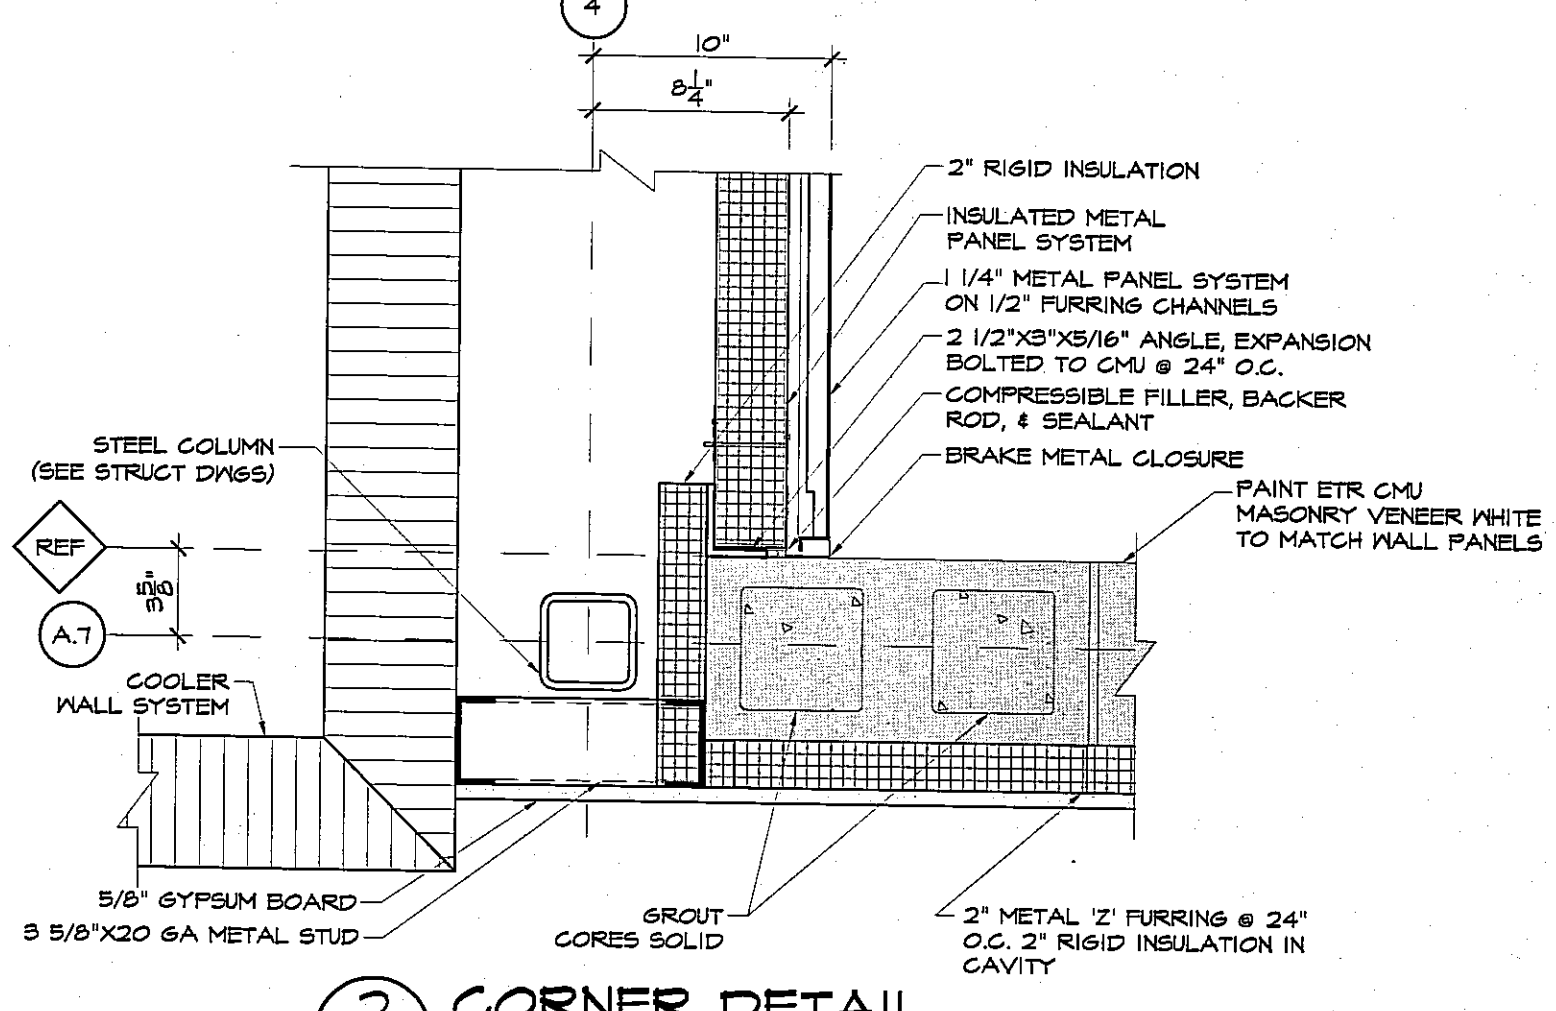 4
10"
8 1/4"
2" RIGID INSULATION
INSULATED METAL
PANEL SYSTEM
1 1/4" METAL PANEL SYSTEM
ON 1/2" FURRING CHANNELS
2 1/2"X3"X5/16" ANGLE, EXPANSION
BOLTED TO CMU @ 24" O.C.
COMPRESSIBLE FILLER, BACKER
ROD, & SEALANT
BRAKE METAL CLOSURE
PAINT ETR CMU
MASONRY VENEER WHITE
TO MATCH WALL PANELS
STEEL COLUMN
(SEE STRUCT DWGS)
REF
3 5/8"
A.7
COOLER
WALL SYSTEM
5/8" GYPSUM BOARD
3 5/8"X20 GA METAL STUD
GROUT
CORES SOLID
2" METAL 'Z' FURRING @ 24"
O.C. 2" RIGID INSULATION IN
CAVITY
CORNER DETAIL